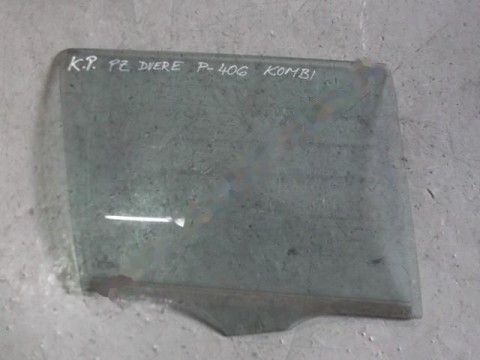 K.P. PZ DVERE P-406 KOMBI